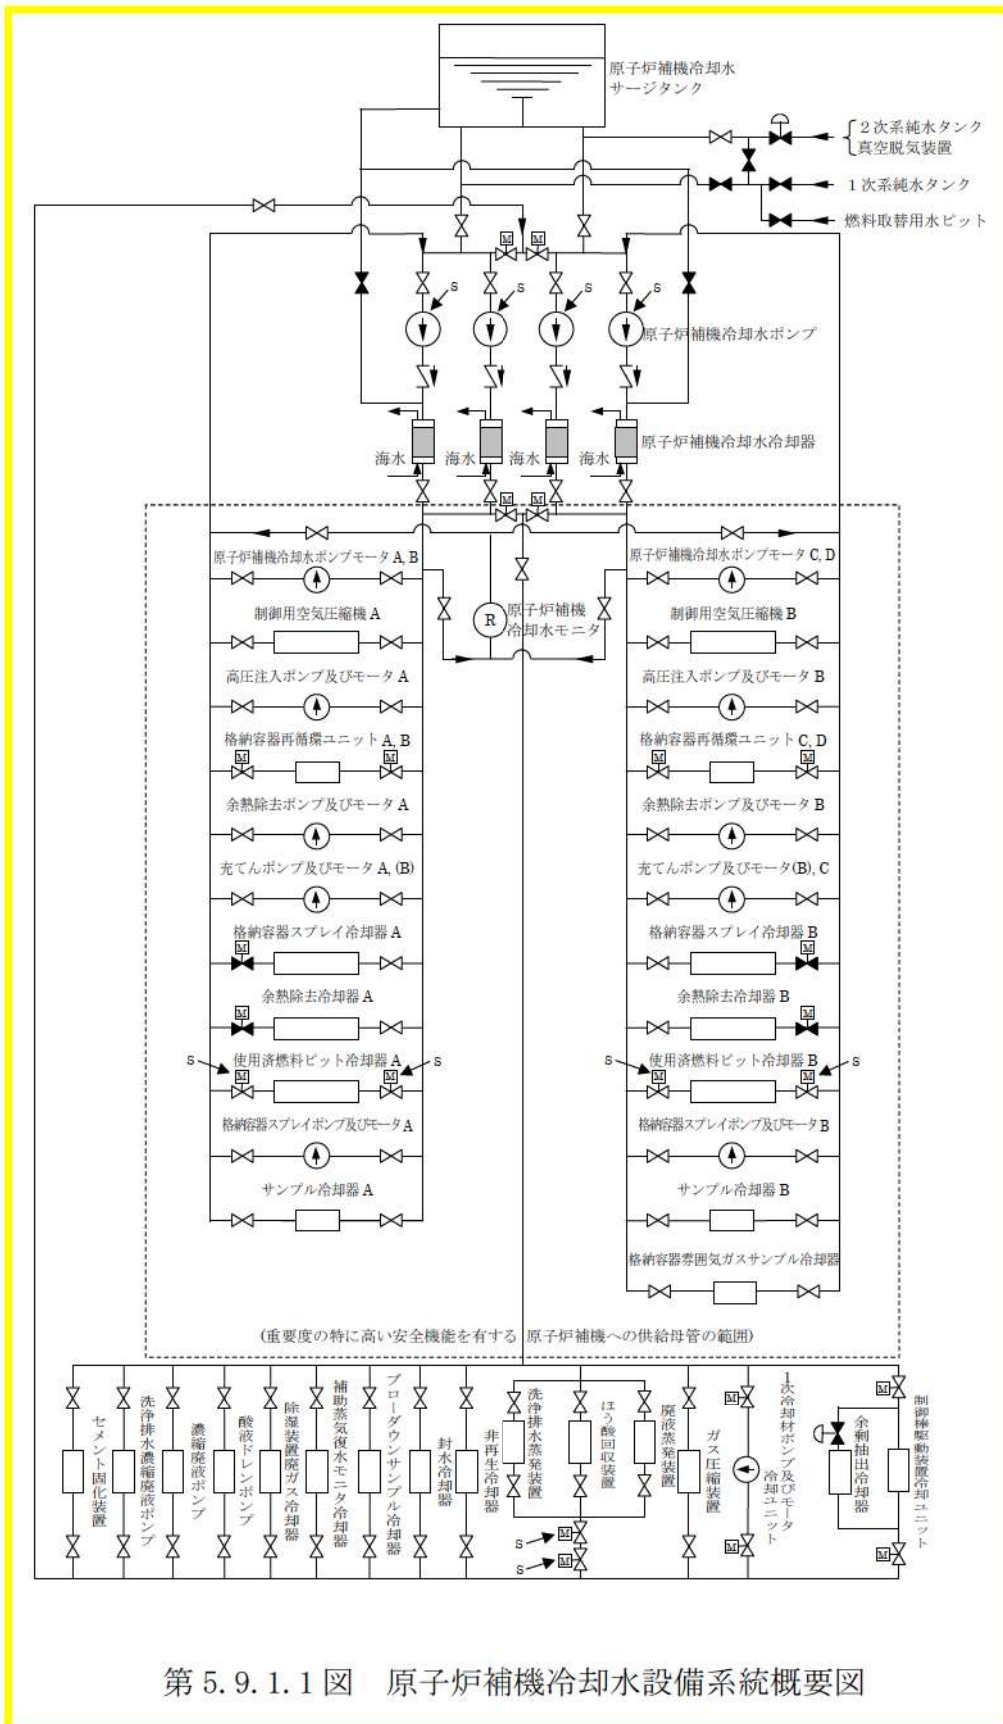 原子炉補機冷却水
サージタンク
2次系純水タンク
真空脱気装置
1次系純水タンク
燃料取替用水ピット
M
M
S
S
S
S
原子炉補機冷却水ポンプ
原子炉補機冷却水冷却器
海水
海水
海水
海水
M
M
原子炉補機冷却水ポンプモータA, B
原子炉補機冷却水ポンプモータC, D
R
原子炉補機
冷却水モニタ
制御用空気圧縮機A
制御用空気圧縮機B
高圧注入ポンプ及びモータA
高圧注入ポンプ及びモータB
格納容器再循環ユニットA, B
格納容器再循環ユニットC, D
M
M
M
M
余熱除去ポンプ及びモータA
余熱除去ポンプ及びモータB
充てんポンプ及びモータA, (B)
充てんポンプ及びモータ(B), C
格納容器スプレイ冷却器A
格納容器スプレイ冷却器B
M
M
余熱除去冷却器A
余熱除去冷却器B
M
M
S
使用済燃料ピット冷却器A
S
S
使用済燃料ピット冷却器B
S
M
M
M
M
格納容器スプレイポンプ及びモータA
格納容器スプレイポンプ及びモータB
サンプル冷却器A
サンプル冷却器B
格納容器雰囲気ガスサンプル冷却器
(重要度の特に高い安全機能を有する 原子炉補機への供給母管の範囲)
セメント固化装置
洗浄排水濃縮廃液ポンプ
濃縮廃液ポンプ
酸液ドレンポンプ
除湿装置廃ガス冷却器
補助蒸気復水モニタ冷却器
ブローダウンサンプル冷却器
封水冷却器
非再生冷却器
洗浄排水蒸発装置
ほう酸回収装置
廃液蒸発装置
ガス圧縮装置
1次冷却材ポンプ及びモータ
冷却ユニット
余剰抽出冷却器
制御棒駆動装置冷却ユニット
M
M
S
M
S
M
M
M
第5.9.1.1図 原子炉補機冷却水設備系統概要図